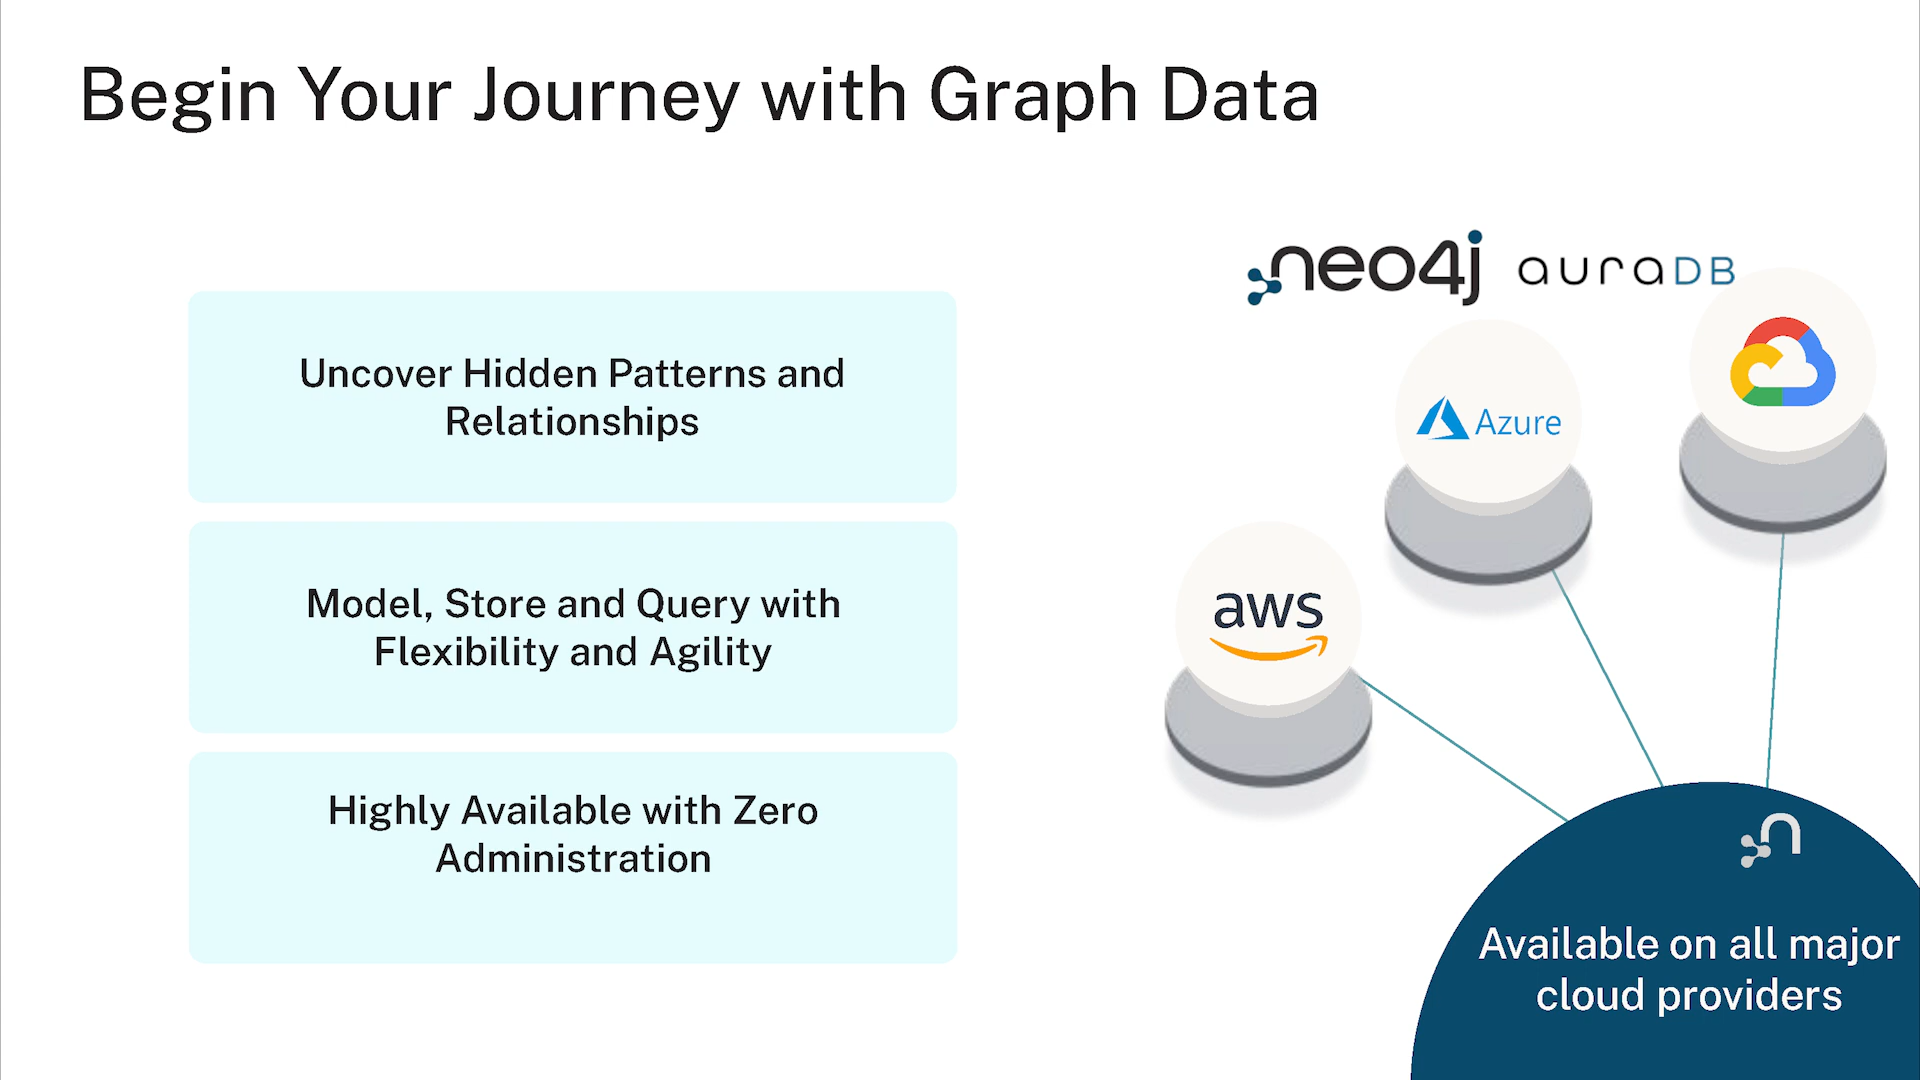 Begin Your Journey with Graph Data
Uncover Hidden Patterns and
Relationships
Model, Store and Query with
Flexibility and Agility
Highly Available with Zero
Administration
neo4j auraDB
Azure
aws
n
Available on all major
cloud providers